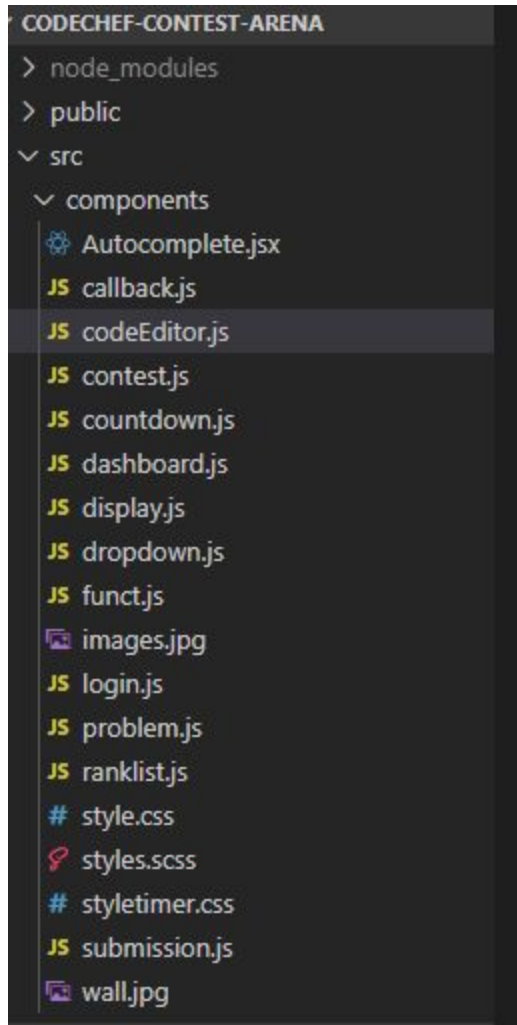 CODECHEF-CONTEST-ARENA
node_modules
public
src
components
Autocomplete.jsx
JS callback.js
JS codeEditor.js
JS contest.js
JS countdown.js
JS dashboard.js
JS display.js
JS dropdown.js
JS funct.js
images.jpg
JS login.js
JS problem.js
JS ranklist.js
# style.css
styles.scss
# styletimer.css
JS submission.js
wall.jpg